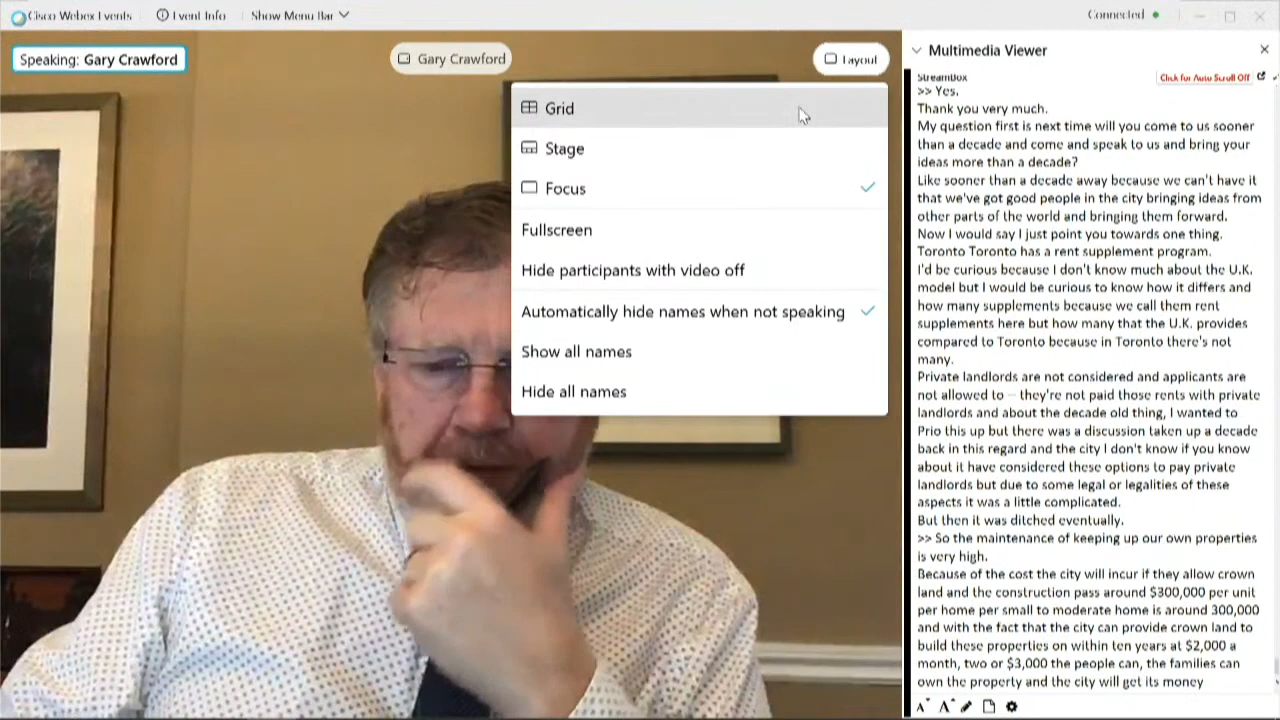 Cisco Webex Events
Event Info
Show Menu Bar
Connected
Speaking: Gary Crawford
Gary Crawford
Layout
Grid
Stage
Focus
Fullscreen
Hide participants with video off
Automatically hide names when not speaking
Show all names
Hide all names
Multimedia Viewer
StreamBox
Click for Auto Scroll Off
>> Yes.
Thank you very much.
My question first is next time will you come to us sooner
than a decade and come and speak to us and bring your
ideas more than a decade?
Like sooner than a decade away because we can't have it
that we've got good people in the city bringing ideas from
other parts of the world and bringing them forward.
Now I would say I just point you towards one thing.
Toronto Toronto has a rent supplement program.
I'd be curious because I don't know much about the U.K.
model but I would be curious to know how it differs and
how many supplements because we call them rent
supplements here but how many that the U.K. provides
compared to Toronto because in Toronto there's not
many.
Private landlords are not considered and applicants are
not allowed to – they're not paid those rents with private
landlords and about the decade old thing, I wanted to
Prio this up but there was a discussion taken up a decade
back in this regard and the city I don't know if you know
about it have considered these options to pay private
landlords but due to some legal or legalities of these
aspects it was a little complicated.
But then it was ditched eventually.
>> So the maintenance of keeping up our own properties
is very high.
Because of the cost the city will incur if they allow crown
land and the construction pass around $300,000 per unit
per home per small to moderate home is around 300,000
and with the fact that the city can provide crown land to
build these properties on within ten years at $2,000 a
month, two or $3,000 the people can, the families can
own the property and the city will get its money